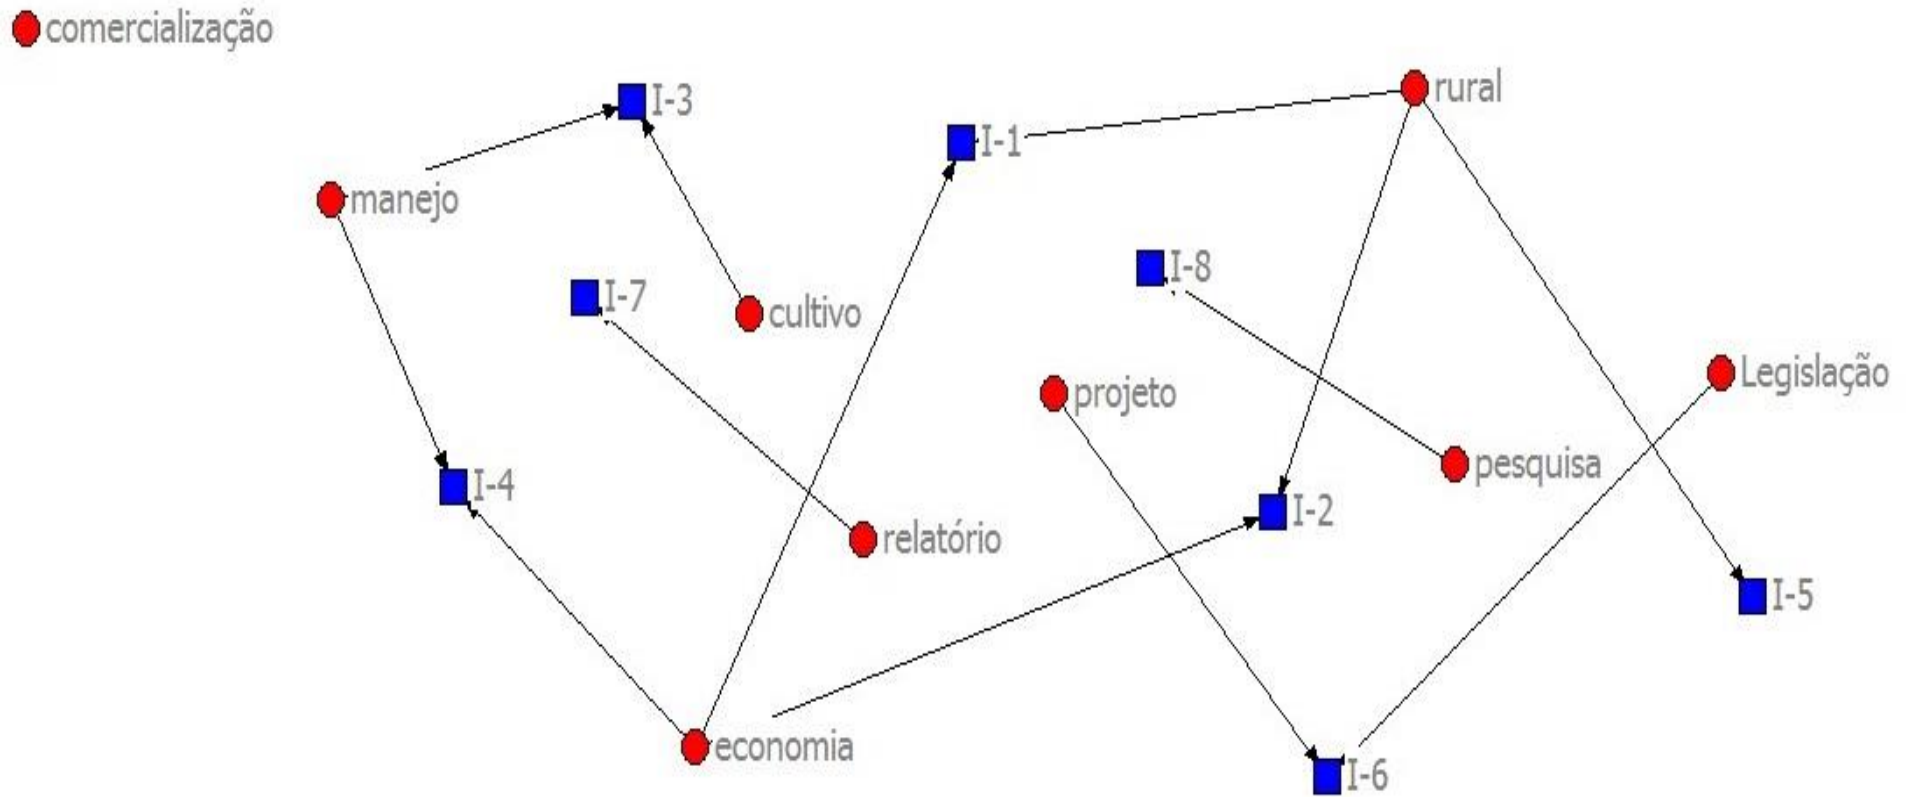 comercialização
rural
I-3
I-1
manejo
I-8
I-7
cultivo
Legislação
projeto
pesquisa
I-4
I-2
relatório
I-5
economia
I-6